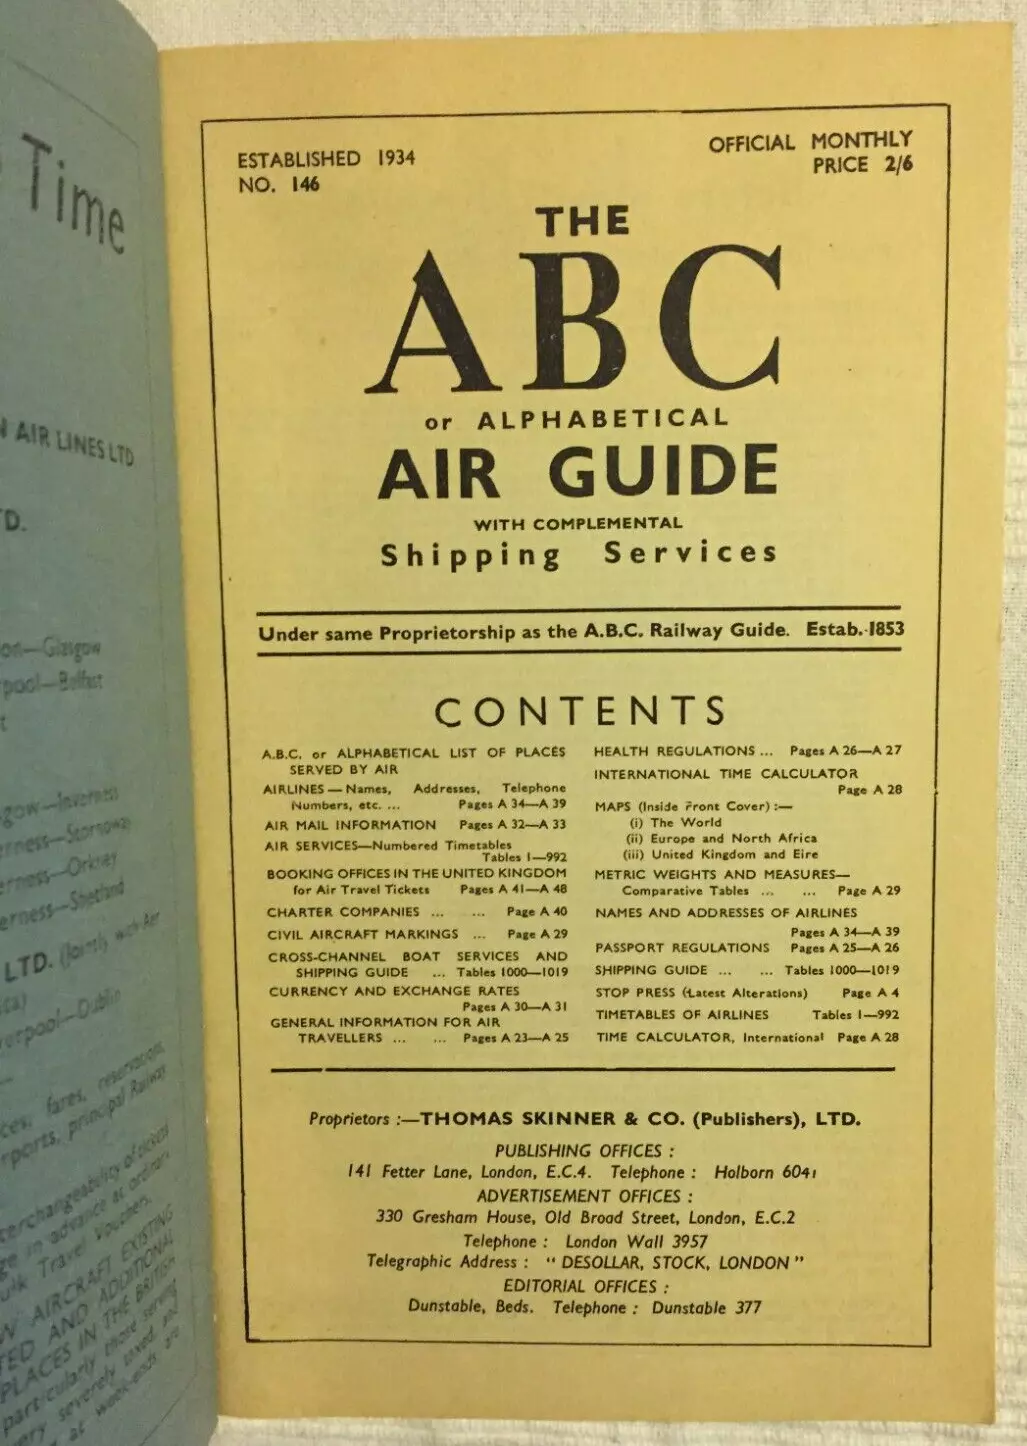 Time
AIR LINES LTD
ESTABLISHED 1934
NO. 146
OFFICIAL MONTHLY
PRICE 2/6
THE
ABC
or ALPHABETICAL
AIR GUIDE
WITH COMPLEMENTAL
Shipping Services
Under same Proprietorship as the A.B.C. Railway Guide. Estab. 1853
CONTENTS
A.B.C. or ALPHABETICAL LIST OF PLACES
SERVED BY AIR
AIRLINES — Names, Addresses, Telephone
Numbers, etc. ... Pages A 34—A 39
AIR MAIL INFORMATION Pages A 32—A 33
AIR SERVICES—Numbered Timetables
Tables 1—992
BOOKING OFFICES IN THE UNITED KINGDOM
for Air Travel Tickets Pages A 41—A 48
CHARTER COMPANIES ... ... Page A 40
CIVIL AIRCRAFT MARKINGS ... Page A 29
CROSS-CHANNEL BOAT SERVICES AND
SHIPPING GUIDE ... Tables 1000—1019
CURRENCY AND EXCHANGE RATES
Pages A 30—A 31
GENERAL INFORMATION FOR AIR
TRAVELLERS ... ... Pages A 23—A 25
HEALTH REGULATIONS ... Pages A 26—A 27
INTERNATIONAL TIME CALCULATOR
Page A 28
MAPS (Inside Front Cover) :—
(i) The World
(ii) Europe and North Africa
(iii) United Kingdom and Eire
METRIC WEIGHTS AND MEASURES—
Comparative Tables ... ... Page A 29
NAMES AND ADDRESSES OF AIRLINES
Pages A 34—A 39
PASSPORT REGULATIONS Pages A 25—A 26
SHIPPING GUIDE ... ... Tables 1000—1019
STOP PRESS (Latest Alterations) Page A 4
TIMETABLES OF AIRLINES Tables 1—992
TIME CALCULATOR, International Page A 28
Proprietors :—THOMAS SKINNER & CO. (Publishers), LTD.
PUBLISHING OFFICES :
141 Fetter Lane, London, E.C.4. Telephone : Holborn 6041
ADVERTISEMENT OFFICES :
330 Gresham House, Old Broad Street, London, E.C.2
Telephone : London Wall 3957
Telegraphic Address : "DESOLLAR, STOCK, LONDON"
EDITORIAL OFFICES :
Dunstable, Beds. Telephone : Dunstable 377